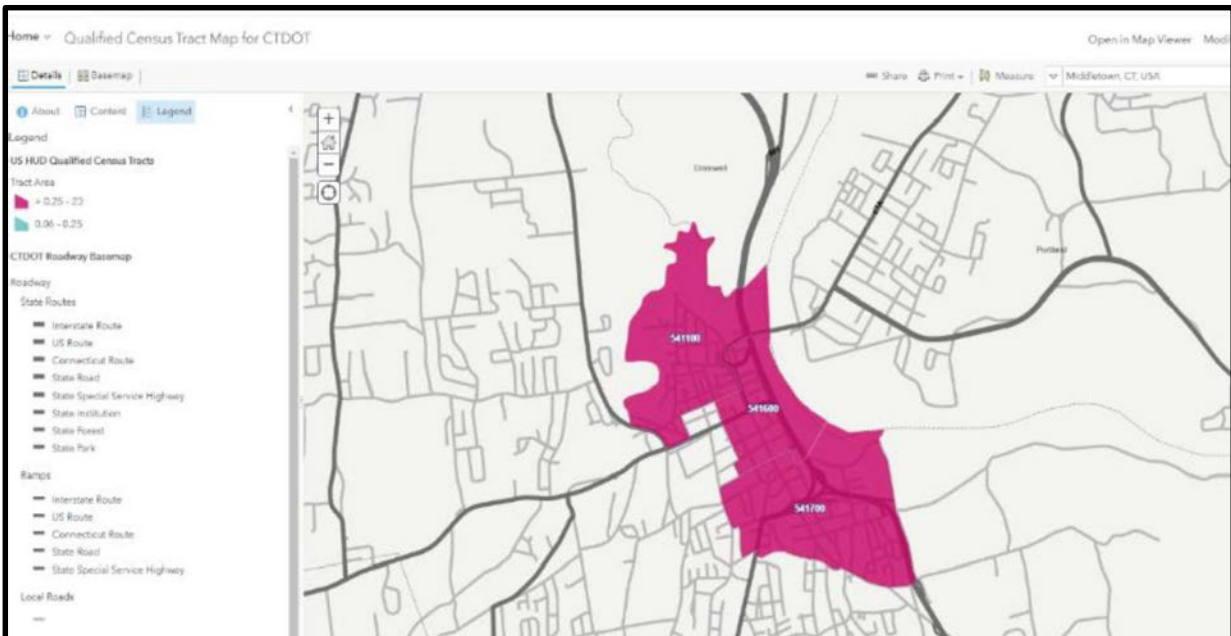 Home Qualified Census Tract Map for CTDOT
Open in Map Viewer Modi
Details Basemap
Share Print Measure Middletown, CT, USA
About Content Legend
Legend
US HUD Qualified Census Tracts
Tract Area
> 0.25 - 23
0.06 - 0.25
CTDOT Roadway Basemap
Roadway
State Routes
Interstate Route
US Route
Connecticut Route
State Road
State Special Service Highway
State Institution
State Forest
State Park
Ramps
Interstate Route
US Route
Connecticut Route
State Road
State Special Service Highway
Local Roads
Cromwell
Portland
541100
541600
541700